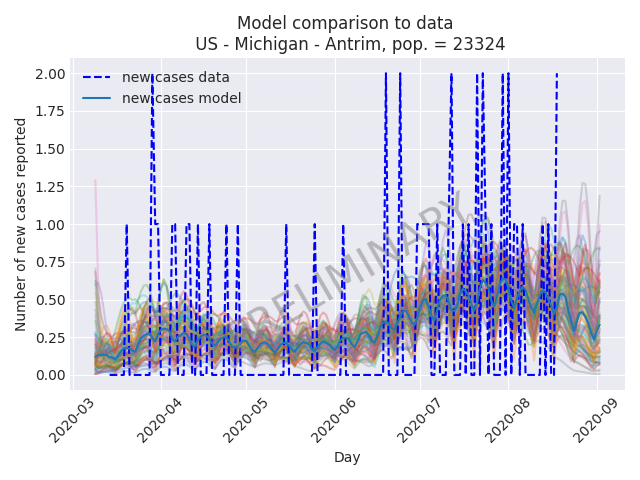 Model comparison to data
US - Michigan - Antrim, pop. = 23324
new cases data
new cases model
Number of new cases reported
2.00
1.75
1.50
1.25
1.00
0.75
0.50
0.25
0.00
PRELIMINARY
2020-03
2020-04
2020-05
2020-06
2020-07
2020-08
2020-09
Day